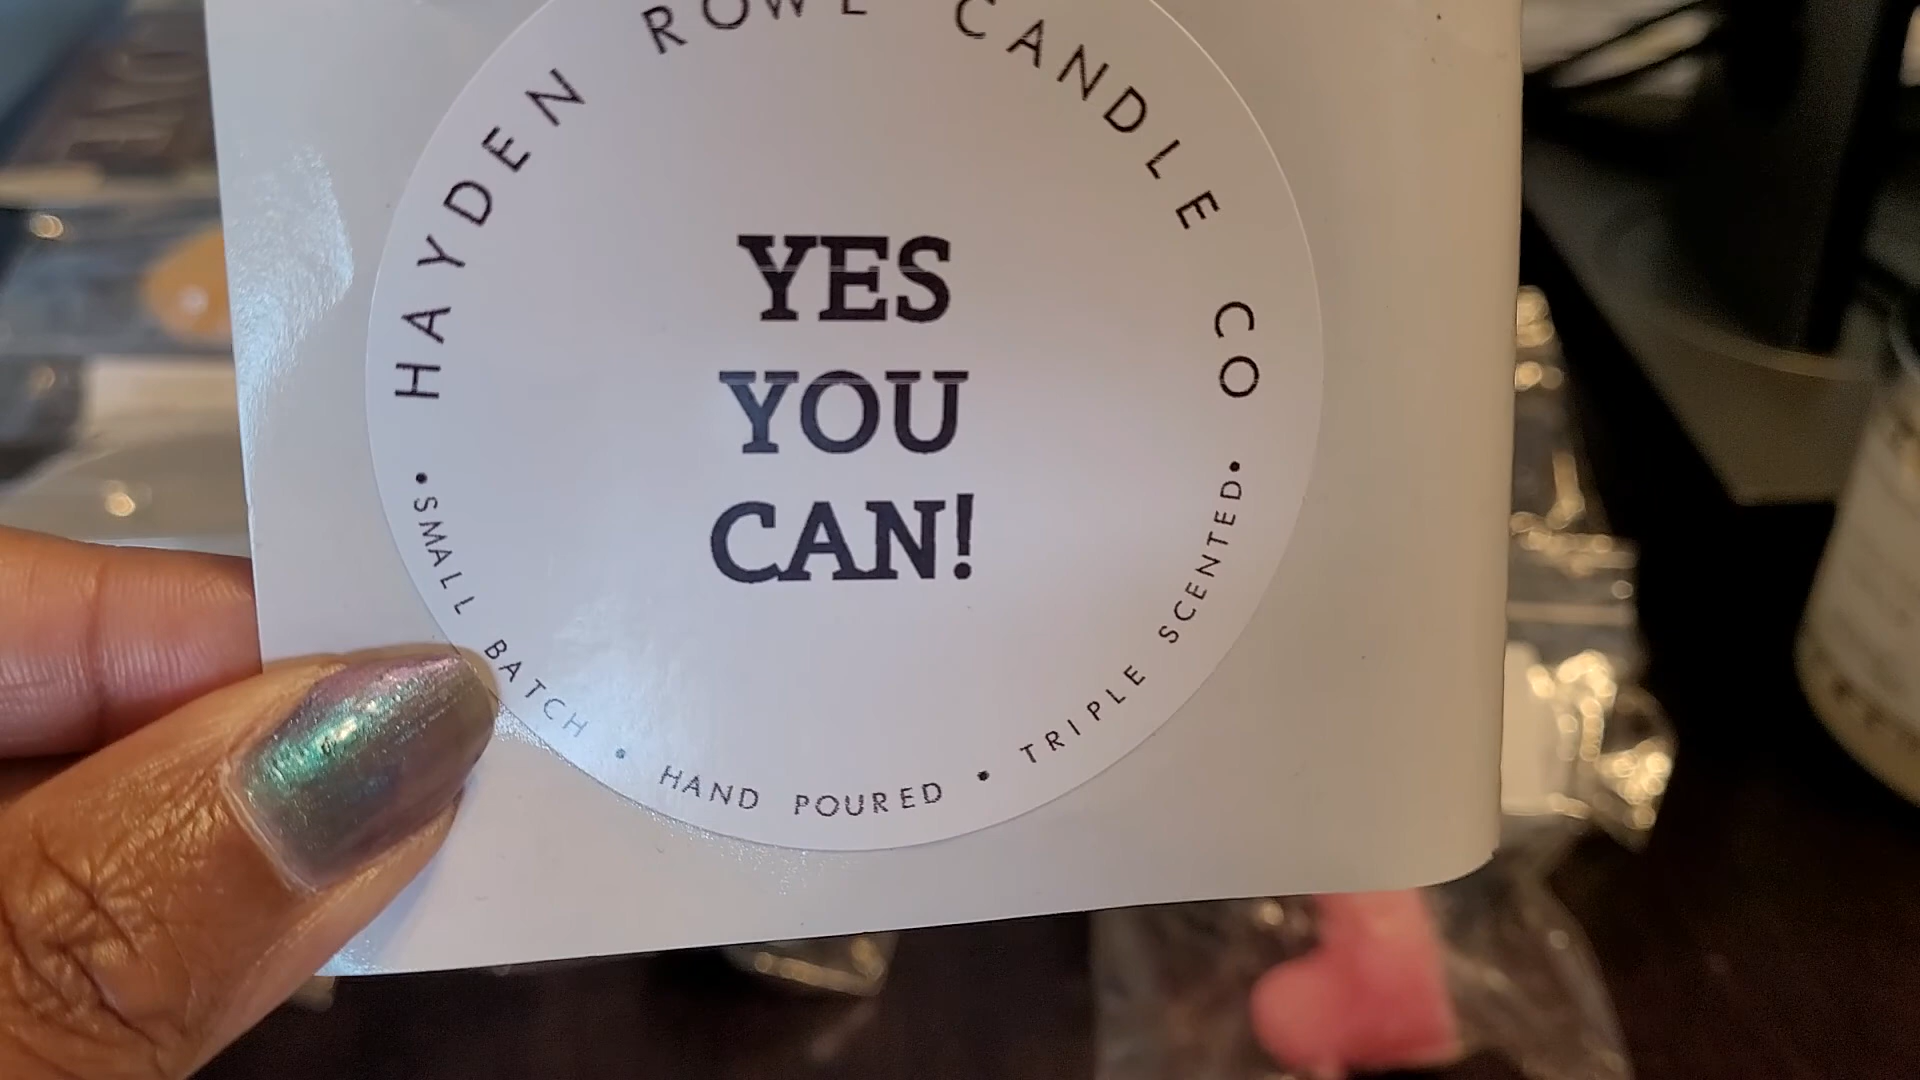 HAYDEN ROWE CANDLE CO
YES
YOU
CAN!
• SMALL BATCH • HAND POURED • TRIPLE SCENTED •